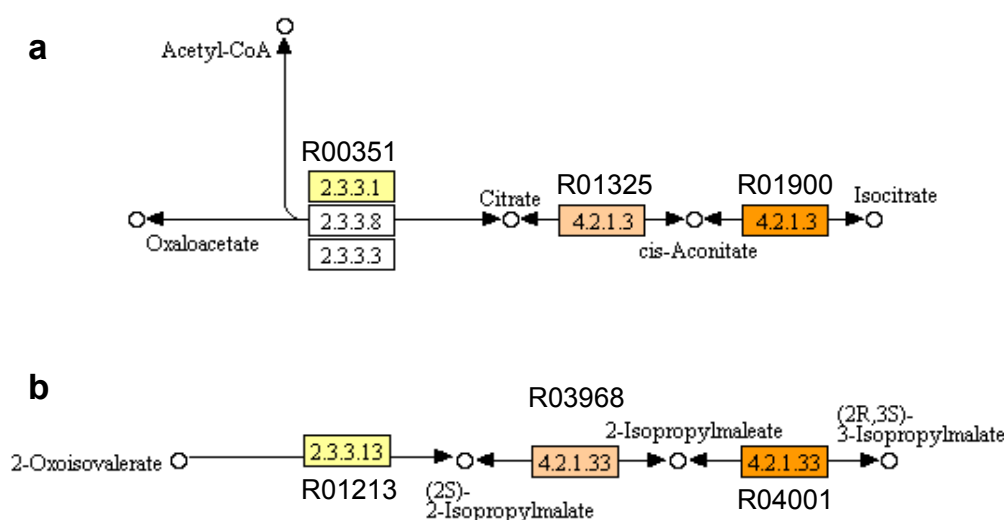 a
Acetyl-CoA
R00351
2.3.3.1
2.3.3.8
2.3.3.3
Oxaloacetate
Citrate
R01325
4.2.1.3
cis-Aconitate
R01900
4.2.1.3
Isocitrate
b
2-Oxoisovalerate
2.3.3.13
R01213
(2S)-
2-Isopropylmalate
R03968
4.2.1.33
2-Isopropylmaleate
4.2.1.33
R04001
(2R,3S)-
3-Isopropylmalate